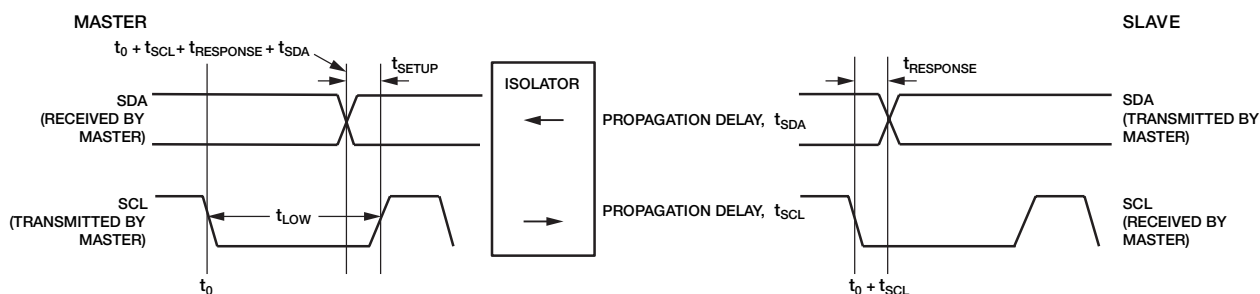 MASTER
SLAVE
t0 + tSCL + tRESPONSE + tSDA
tSETUP
ISOLATOR
tRESPONSE
SDA
(RECEIVED BY
MASTER)
PROPAGATION DELAY, tSDA
SDA
(TRANSMITTED BY
MASTER)
SCL
(TRANSMITTED BY
MASTER)
tLOW
PROPAGATION DELAY, tSCL
SCL
(RECEIVED BY
MASTER)
t0
t0 + tSCL